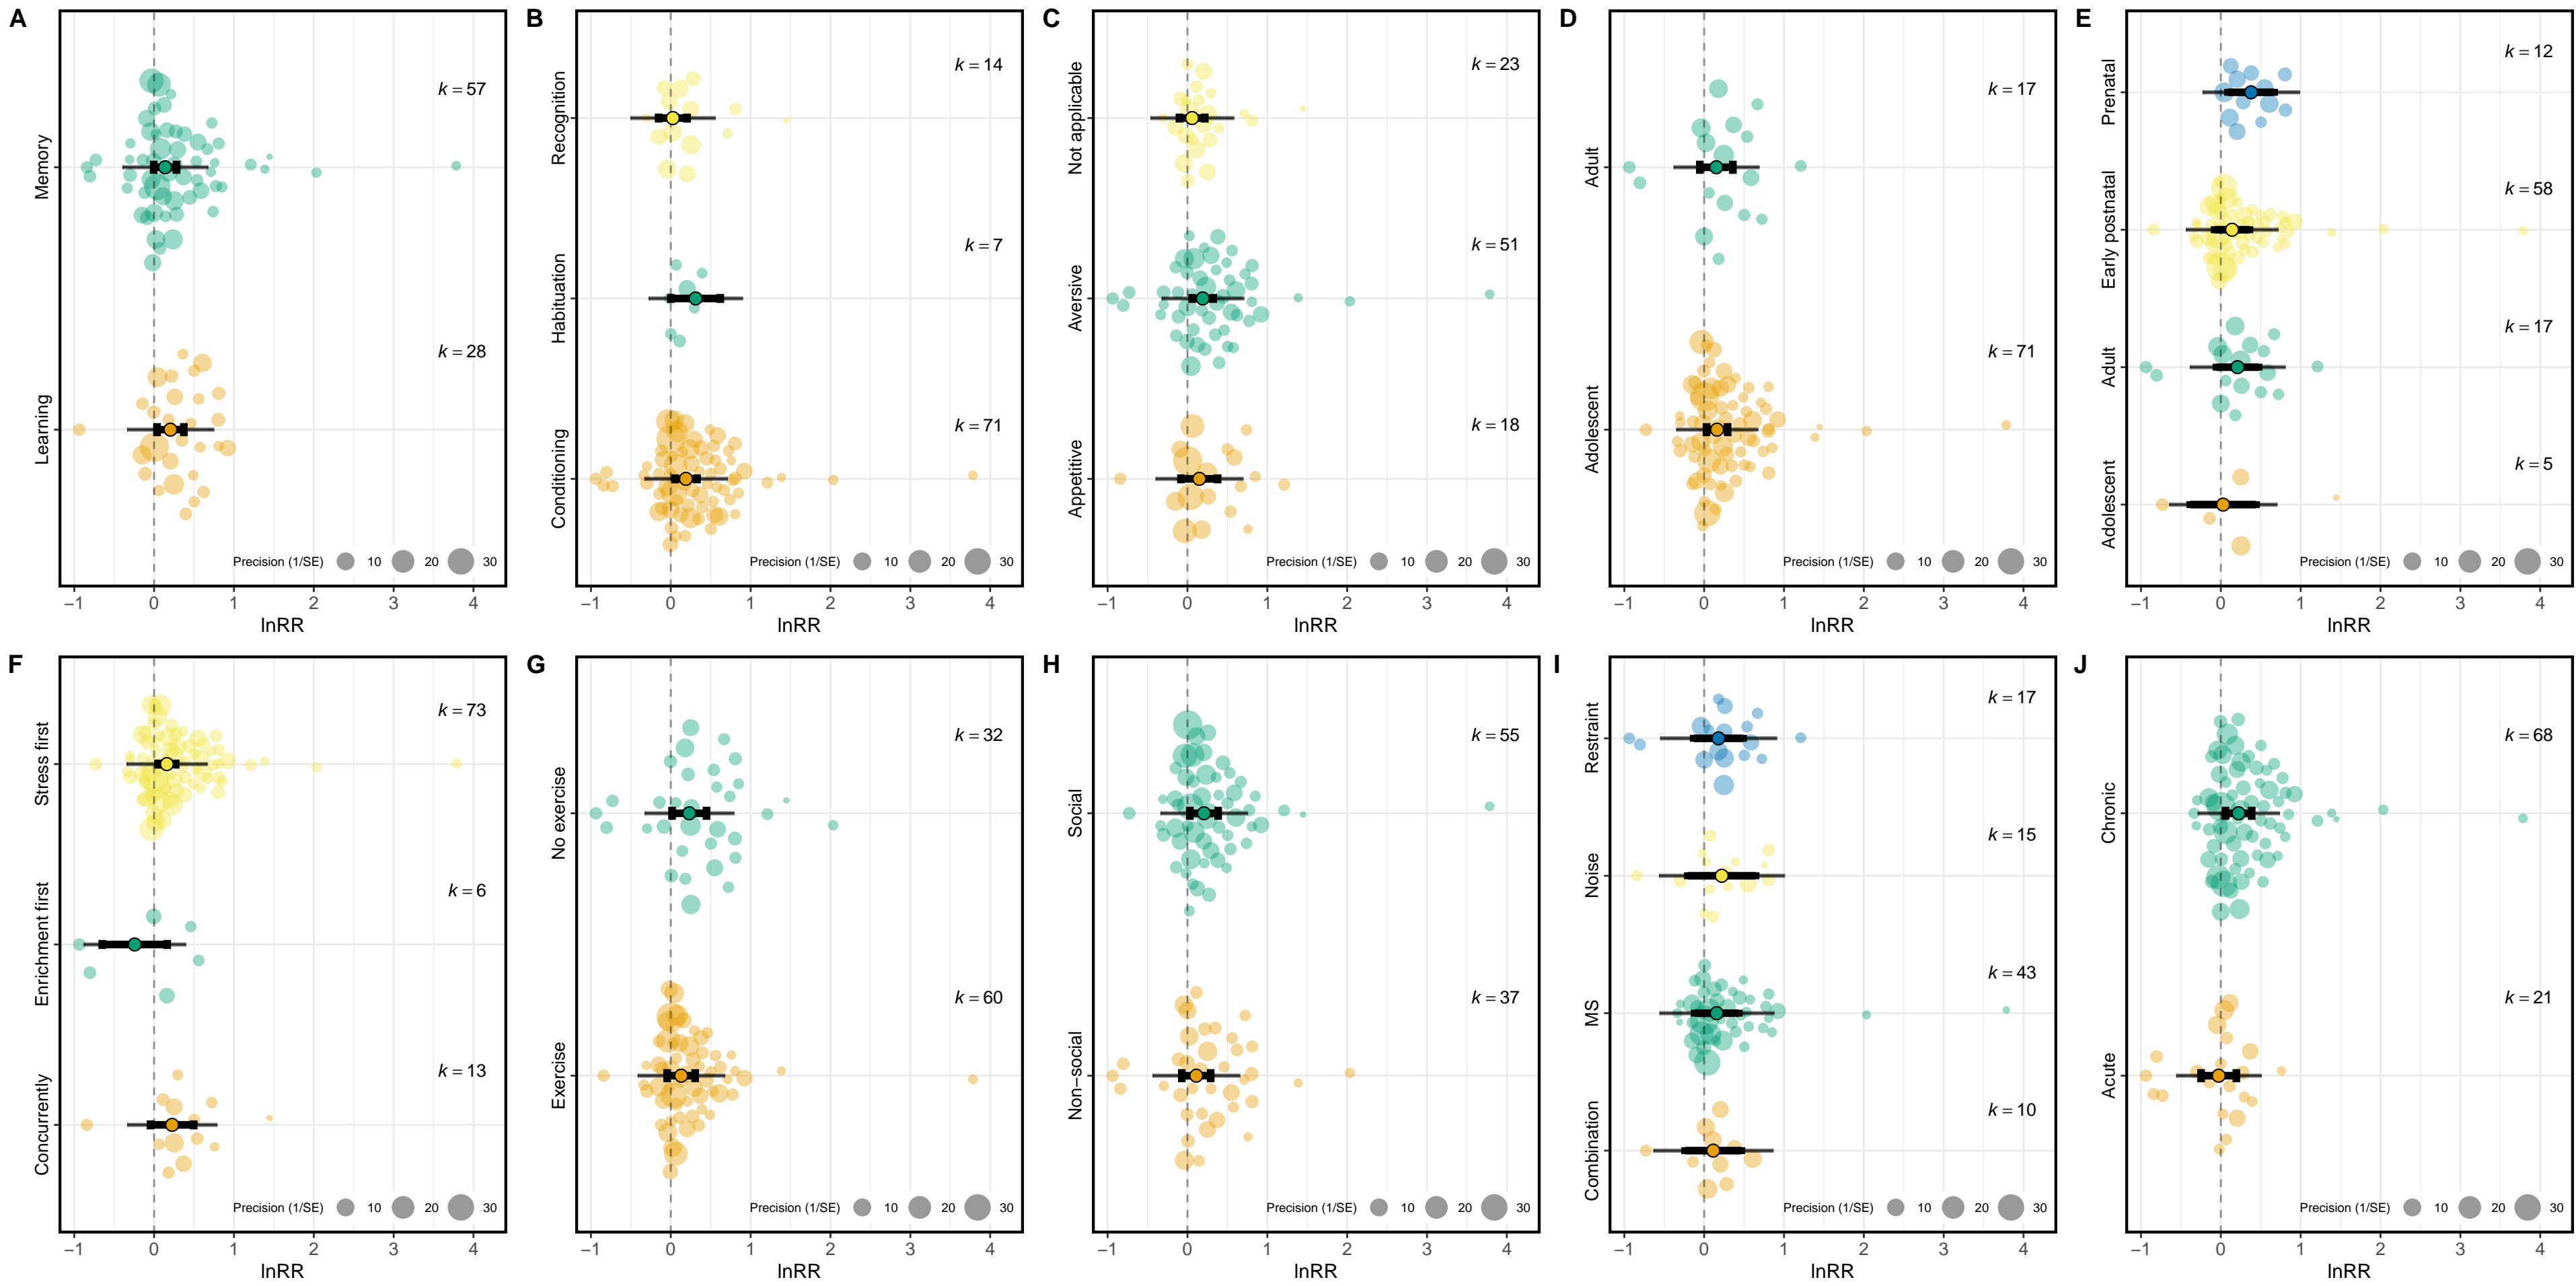 A
Memory
k = 57
Learning
k = 28
Precision (1/SE) 10 20 30
−1 0 1 2 3 4
lnRR
B
Recognition
k = 14
Habituation
k = 7
Conditioning
k = 71
Precision (1/SE) 10 20 30
−1 0 1 2 3 4
lnRR
C
Not applicable
k = 23
Aversive
k = 51
Appetitive
k = 18
Precision (1/SE) 10 20 30
−1 0 1 2 3 4
lnRR
D
Adult
k = 17
Adolescent
k = 71
Precision (1/SE) 10 20 30
−1 0 1 2 3 4
lnRR
E
Prenatal
k = 12
Early postnatal
k = 58
Adult
k = 17
Adolescent
k = 5
Precision (1/SE) 10 20 30
−1 0 1 2 3 4
lnRR
F
Stress first
k = 73
Enrichment first
k = 6
Concurrently
k = 13
Precision (1/SE) 10 20 30
−1 0 1 2 3 4
lnRR
G
No exercise
k = 32
Exercise
k = 60
Precision (1/SE) 10 20 30
−1 0 1 2 3 4
lnRR
H
Social
k = 55
Non−social
k = 37
Precision (1/SE) 10 20 30
−1 0 1 2 3 4
lnRR
I
Restraint
k = 17
Noise
k = 15
MS
k = 43
Combination
k = 10
Precision (1/SE) 10 20 30
−1 0 1 2 3 4
lnRR
J
Chronic
k = 68
Acute
k = 21
Precision (1/SE) 10 20 30
−1 0 1 2 3 4
lnRR